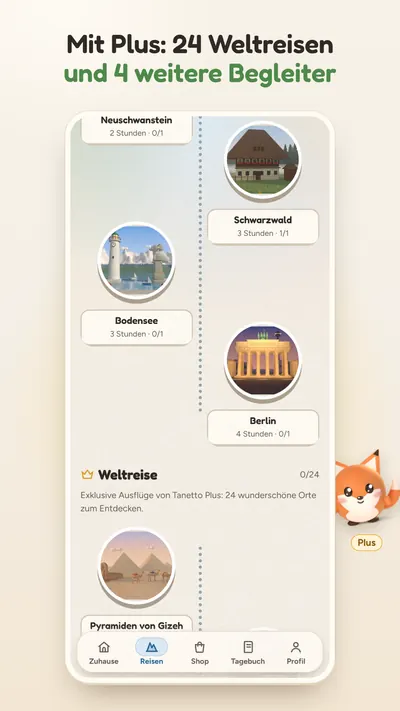 Mit Plus: 24 Weltreisen
und 4 weitere Begleiter
Neuschwanstein
2 Stunden · 0/1
Schwarzwald
3 Stunden · 1/1
Bodensee
3 Stunden · 0/1
Berlin
4 Stunden · 0/1
Weltreise
0/24
Exklusive Ausflüge von Tanetto Plus: 24 wunderschöne Orte
zum Entdecken.
Plus
Pyramiden von Gizeh
Zuhause
Reisen
Shop
Tagebuch
Profil